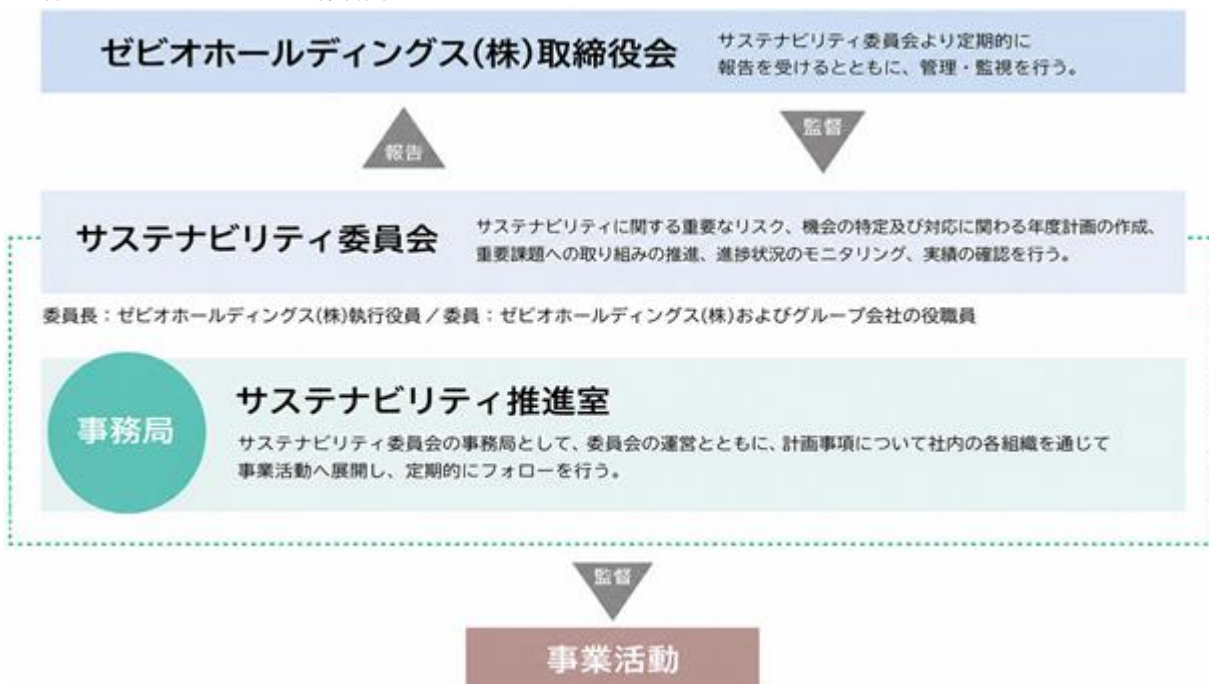 ゼビオホールディングス(株)取締役会
サステナビリティ委員会より定期的に
報告を受けるとともに、管理・監視を行う。
報告
監督
サステナビリティ委員会
サステナビリティに関する重要なリスク、機会の特定及び対応に関わる年度計画の作成、
重要課題への取り組みの推進、進捗状況のモニタリング、実績の確認を行う。
委員長：ゼビオホールディングス(株)執行役員／委員：ゼビオホールディングス(株)およびグループ会社の役職員
事務局
サステナビリティ推進室
サステナビリティ委員会の事務局として、委員会の運営とともに、計画事項について社内の各組織を通じて
事業活動へ展開し、定期的にフォローを行う。
監督
事業活動